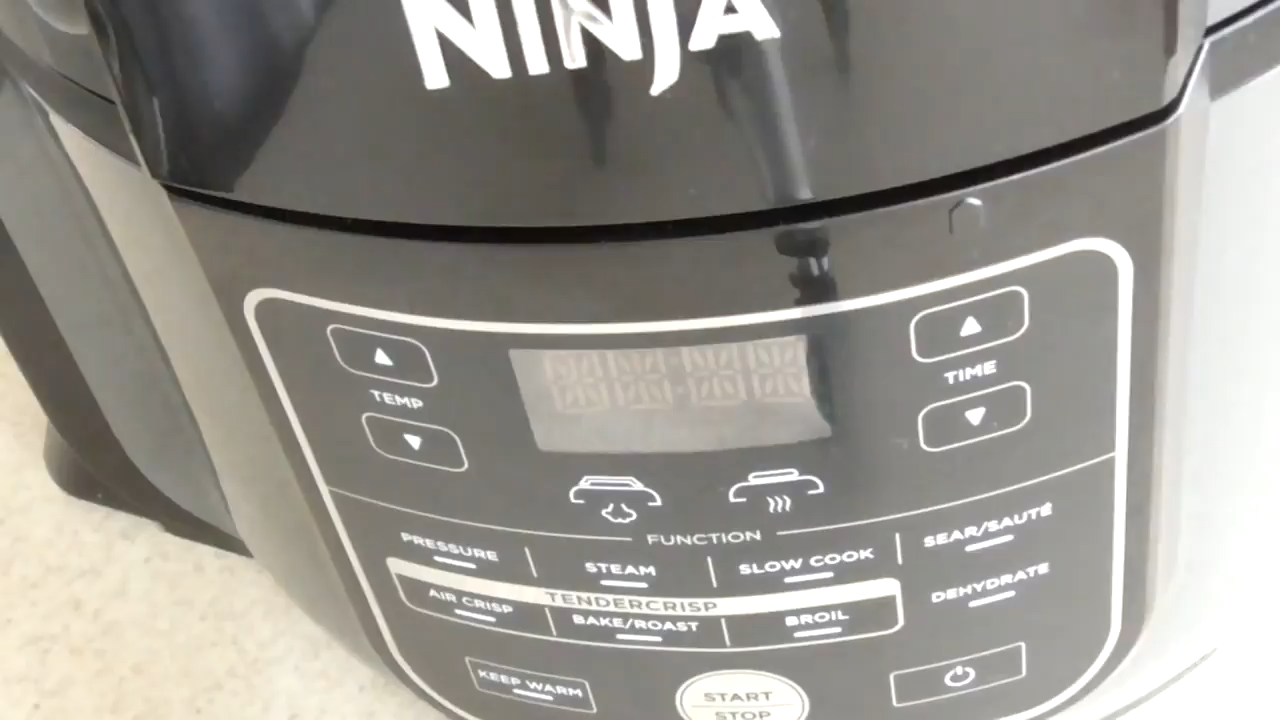 NINJA
TEMP
TIME
FUNCTION
PRESSURE
STEAM
SLOW COOK
SEAR/SAUTÉ
TENDERCRISP
AIR CRISP
BAKE/ROAST
BROIL
DEHYDRATE
KEEP WARM
START
STOP